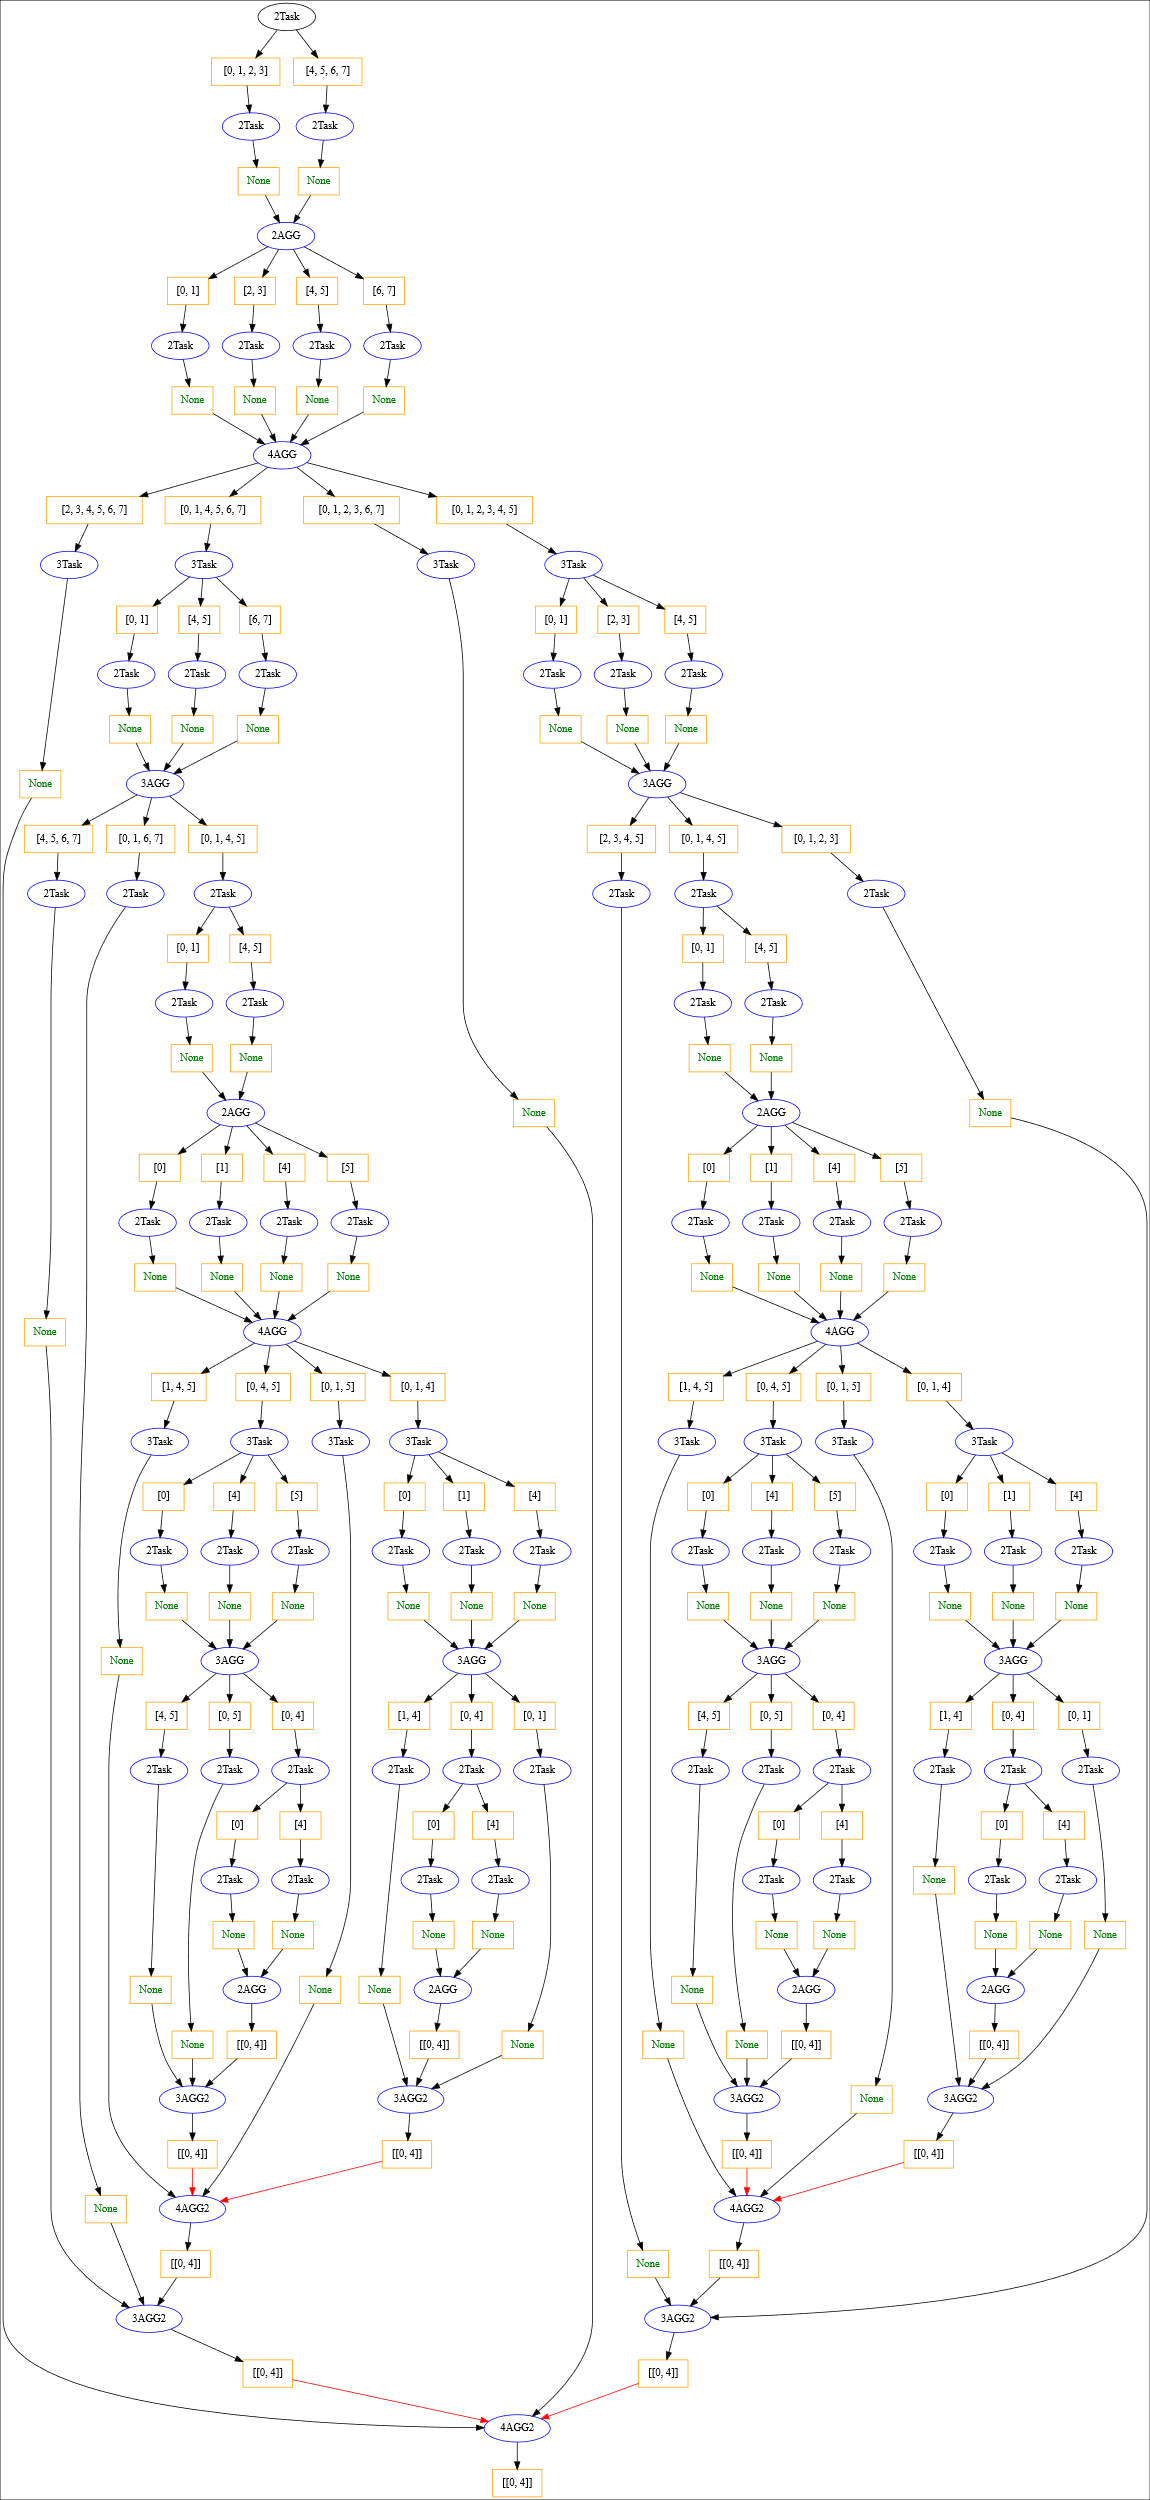 2Task
[0, 1, 2, 3] [4, 5, 6, 7]
2Task 2Task
None None
2AGG
[0, 1] [2, 3] [4, 5] [6, 7]
2Task 2Task 2Task 2Task
None None None None
4AGG
[2, 3, 4, 5, 6, 7] [0, 1, 4, 5, 6, 7] [0, 1, 2, 3, 6, 7] [0, 1, 2, 3, 4, 5]
3Task 3Task 3Task 3Task
[0, 1] [4, 5] [6, 7] [0, 1] [2, 3] [4, 5]
2Task 2Task 2Task 2Task 2Task 2Task
None None None None None None
None 3AGG 3AGG
[4, 5, 6, 7] [0, 1, 6, 7] [0, 1, 4, 5] [2, 3, 4, 5] [0, 1, 4, 5] [0, 1, 2, 3]
2Task 2Task 2Task 2Task 2Task 2Task
[0, 1] [4, 5] [0, 1] [4, 5]
2Task 2Task 2Task 2Task
None None None None
2AGG None 2AGG None
[0] [1] [4] [5] [0] [1] [4] [5]
2Task 2Task 2Task 2Task 2Task 2Task 2Task 2Task
None None None None None None None None
None 4AGG 4AGG
[1, 4, 5] [0, 4, 5] [0, 1, 5] [0, 1, 4] [1, 4, 5] [0, 4, 5] [0, 1, 5] [0, 1, 4]
3Task 3Task 3Task 3Task 3Task 3Task 3Task 3Task
[0] [4] [5] [0] [1] [4] [0] [4] [5] [0] [1] [4]
2Task 2Task 2Task 2Task 2Task 2Task 2Task 2Task 2Task 2Task 2Task 2Task
None None None None None None None None None None None None
None 3AGG 3AGG 3AGG 3AGG
[4, 5] [0, 5] [0, 4] [1, 4] [0, 4] [0, 1] [4, 5] [0, 5] [0, 4] [1, 4] [0, 4] [0, 1]
2Task 2Task 2Task 2Task 2Task 2Task 2Task 2Task 2Task 2Task 2Task 2Task
[0] [4] [0] [4] [0] [4] [0] [4]
2Task 2Task 2Task 2Task 2Task 2Task None 2Task 2Task
None None None None None None None None None
None 2AGG None None 2AGG None 2AGG 2AGG
None [[0, 4]] [[0, 4]] None None None [[0, 4]] [[0, 4]]
3AGG2 3AGG2 3AGG2 None 3AGG2
[[0, 4]] [[0, 4]] [[0, 4]] [[0, 4]]
None 4AGG2 4AGG2
[[0, 4]] None [[0, 4]]
3AGG2 3AGG2
[[0, 4]] [[0, 4]]
4AGG2
[[0, 4]]